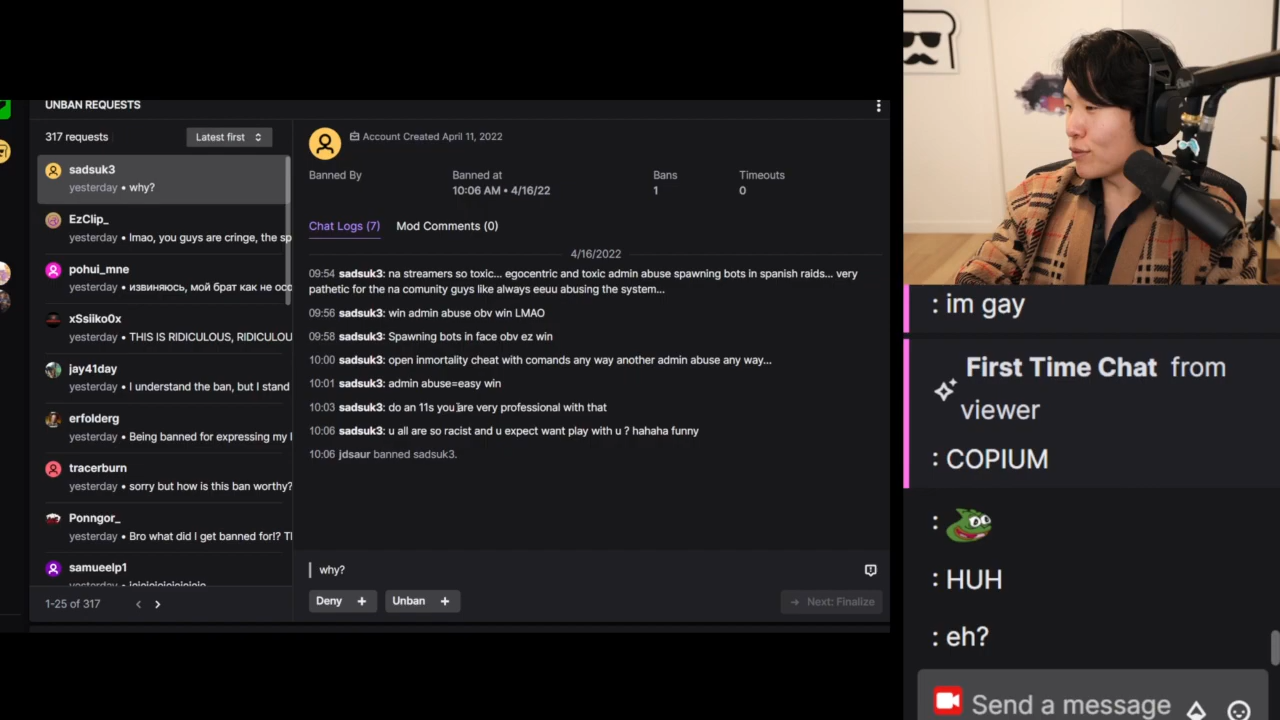 UNBAN REQUESTS
317 requests
Latest first
sadsuk3
yesterday • why?
EzClip_
yesterday • lmao, you guys are cringe, the sp
pohui_mne
yesterday • извиняюсь, мой брат как не осо
xSsiiko0x
yesterday • THIS IS RIDICULOUS, RIDICULOU
jay41day
yesterday • I understand the ban, but I stand
erfolderg
yesterday • Being banned for expressing my
tracerburn
yesterday • sorry but how is this ban worthy?
Ponngor_
yesterday • Bro what did I get banned for!?
samueelp1
yesterday •
1-25 of 317
Account Created April 11, 2022
Banned By
Banned at
10:06 AM • 4/16/22
Bans
1
Timeouts
0
Chat Logs (7)
Mod Comments (0)
4/16/2022
09:54 sadsuk3: na streamers so toxic... egocentric and toxic admin abuse spawning bots in spanish raids... very
pathetic for the na comunity guys like always eeuu abusing the system...
09:56 sadsuk3: win admin abuse obv win LMAO
09:58 sadsuk3: Spawning bots in face obv ez win
10:00 sadsuk3: open inmortality cheat with comands any way another admin abuse any way...
10:01 sadsuk3: admin abuse=easy win
10:03 sadsuk3: do an 11s you are very professional with that
10:06 sadsuk3: u all are so racist and u expect want play with u ? hahaha funny
10:06 jdsaur banned sadsuk3.
why?
Deny +
Unban +
Next: Finalize
: im gay
First Time Chat from
viewer
: COPIUM
:
: HUH
: eh?
Send a message